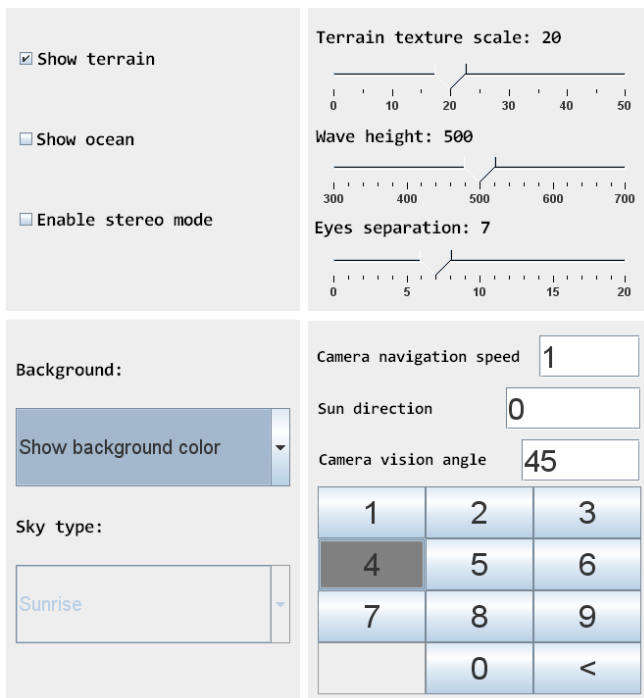 Show terrain
Show ocean
Enable stereo mode
Terrain texture scale: 20
0 10 20 30 40 50
Wave height: 500
300 400 500 600 700
Eyes separation: 7
0 5 10 15 20
Background:
Show background color
Sky type:
Sunrise
Camera navigation speed 1
Sun direction 0
Camera vision angle 45
1 2 3
4 5 6
7 8 9
0 <